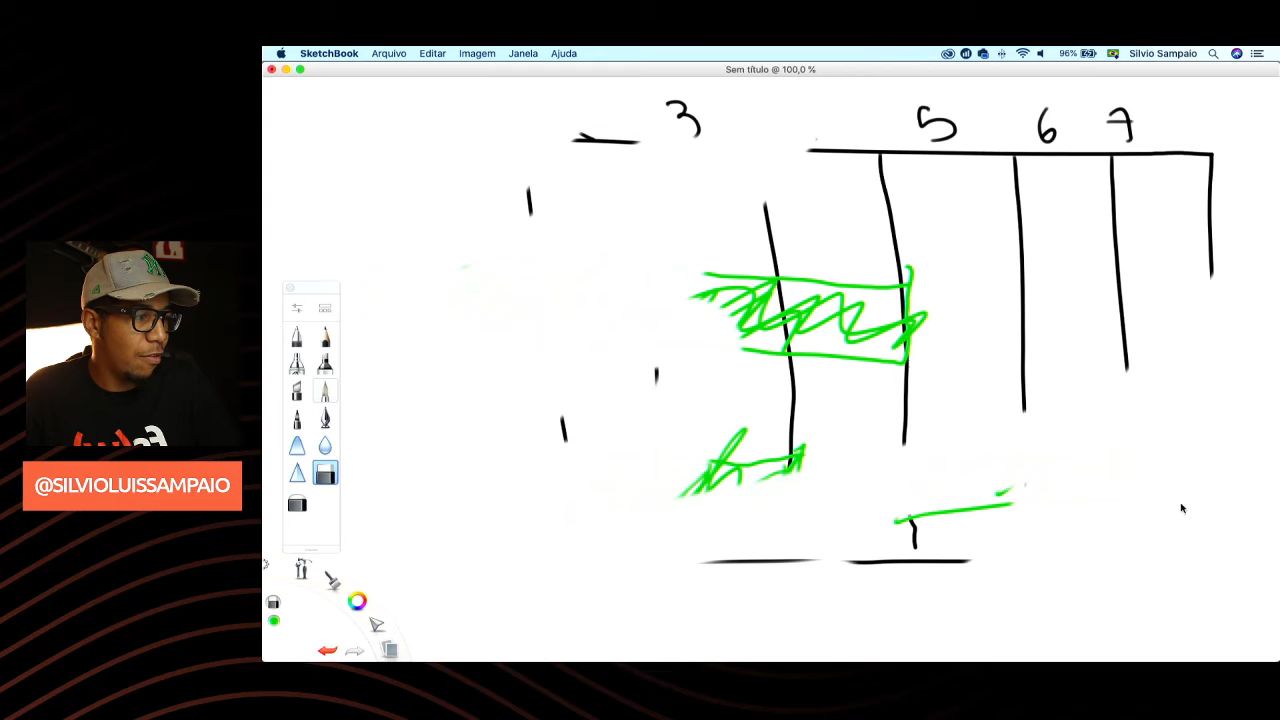 SketchBook Arquivo Editar Imagem Janela Ajuda 96% Silvio Sampaio
Sem título @ 100,0 %
3 5 6 7
@SILVIOLUISSAMPAIO